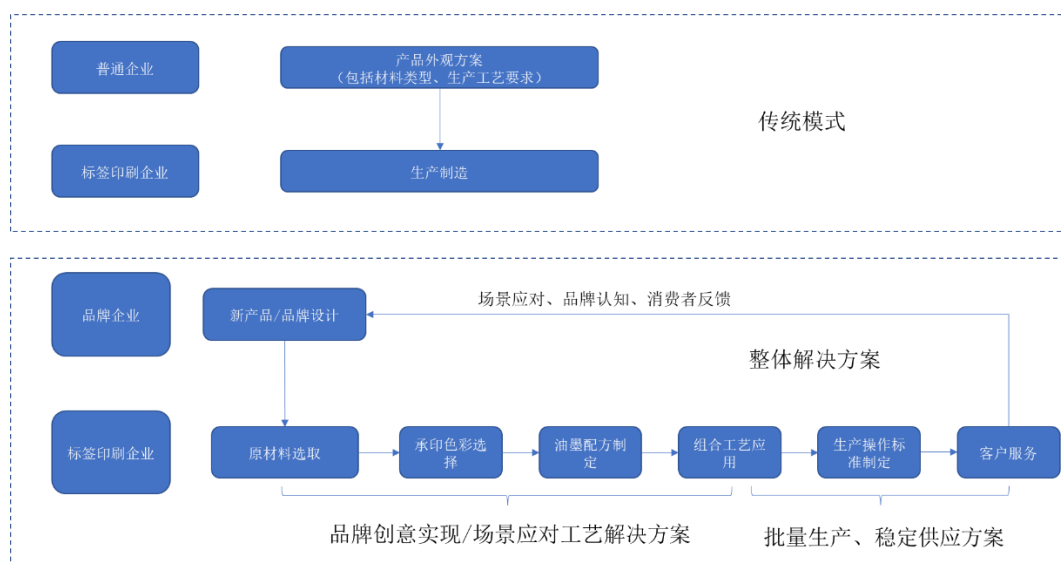 普通企业
产品外观方案
（包括材料类型、生产工艺要求）
传统模式
标签印刷企业
生产制造
场景应对、品牌认知、消费者反馈
品牌企业
新产品/品牌设计
整体解决方案
标签印刷企业
原材料选取
承印色彩选
择
油墨配方制
定
组合工艺应
用
生产操作标
准制定
客户服务
品牌创意实现/场景应对工艺解决方案
批量生产、稳定供应方案